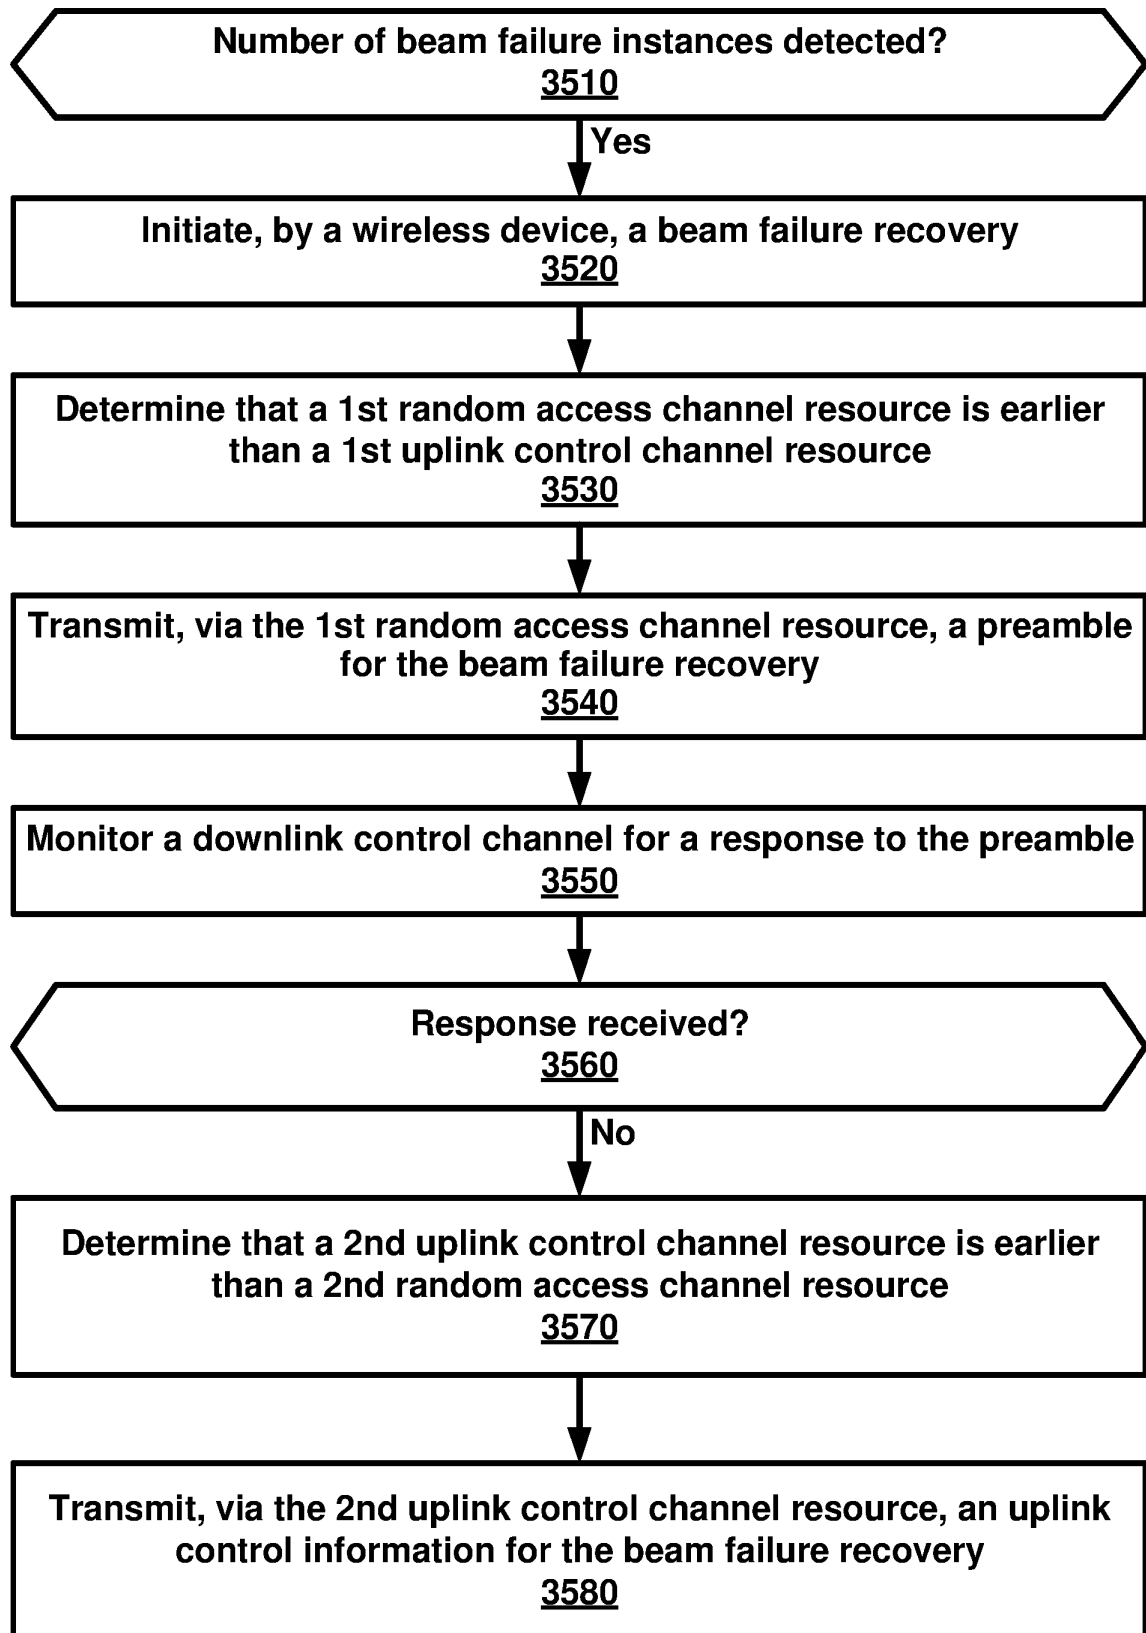 Number of beam failure instances detected?
3510
Yes
Initiate, by a wireless device, a beam failure recovery
3520
Determine that a 1st random access channel resource is earlier
than a 1st uplink control channel resource
3530
Transmit, via the 1st random access channel resource, a preamble
for the beam failure recovery
3540
Monitor a downlink control channel for a response to the preamble
3550
Response received?
3560
No
Determine that a 2nd uplink control channel resource is earlier
than a 2nd random access channel resource
3570
Transmit, via the 2nd uplink control channel resource, an uplink
control information for the beam failure recovery
3580